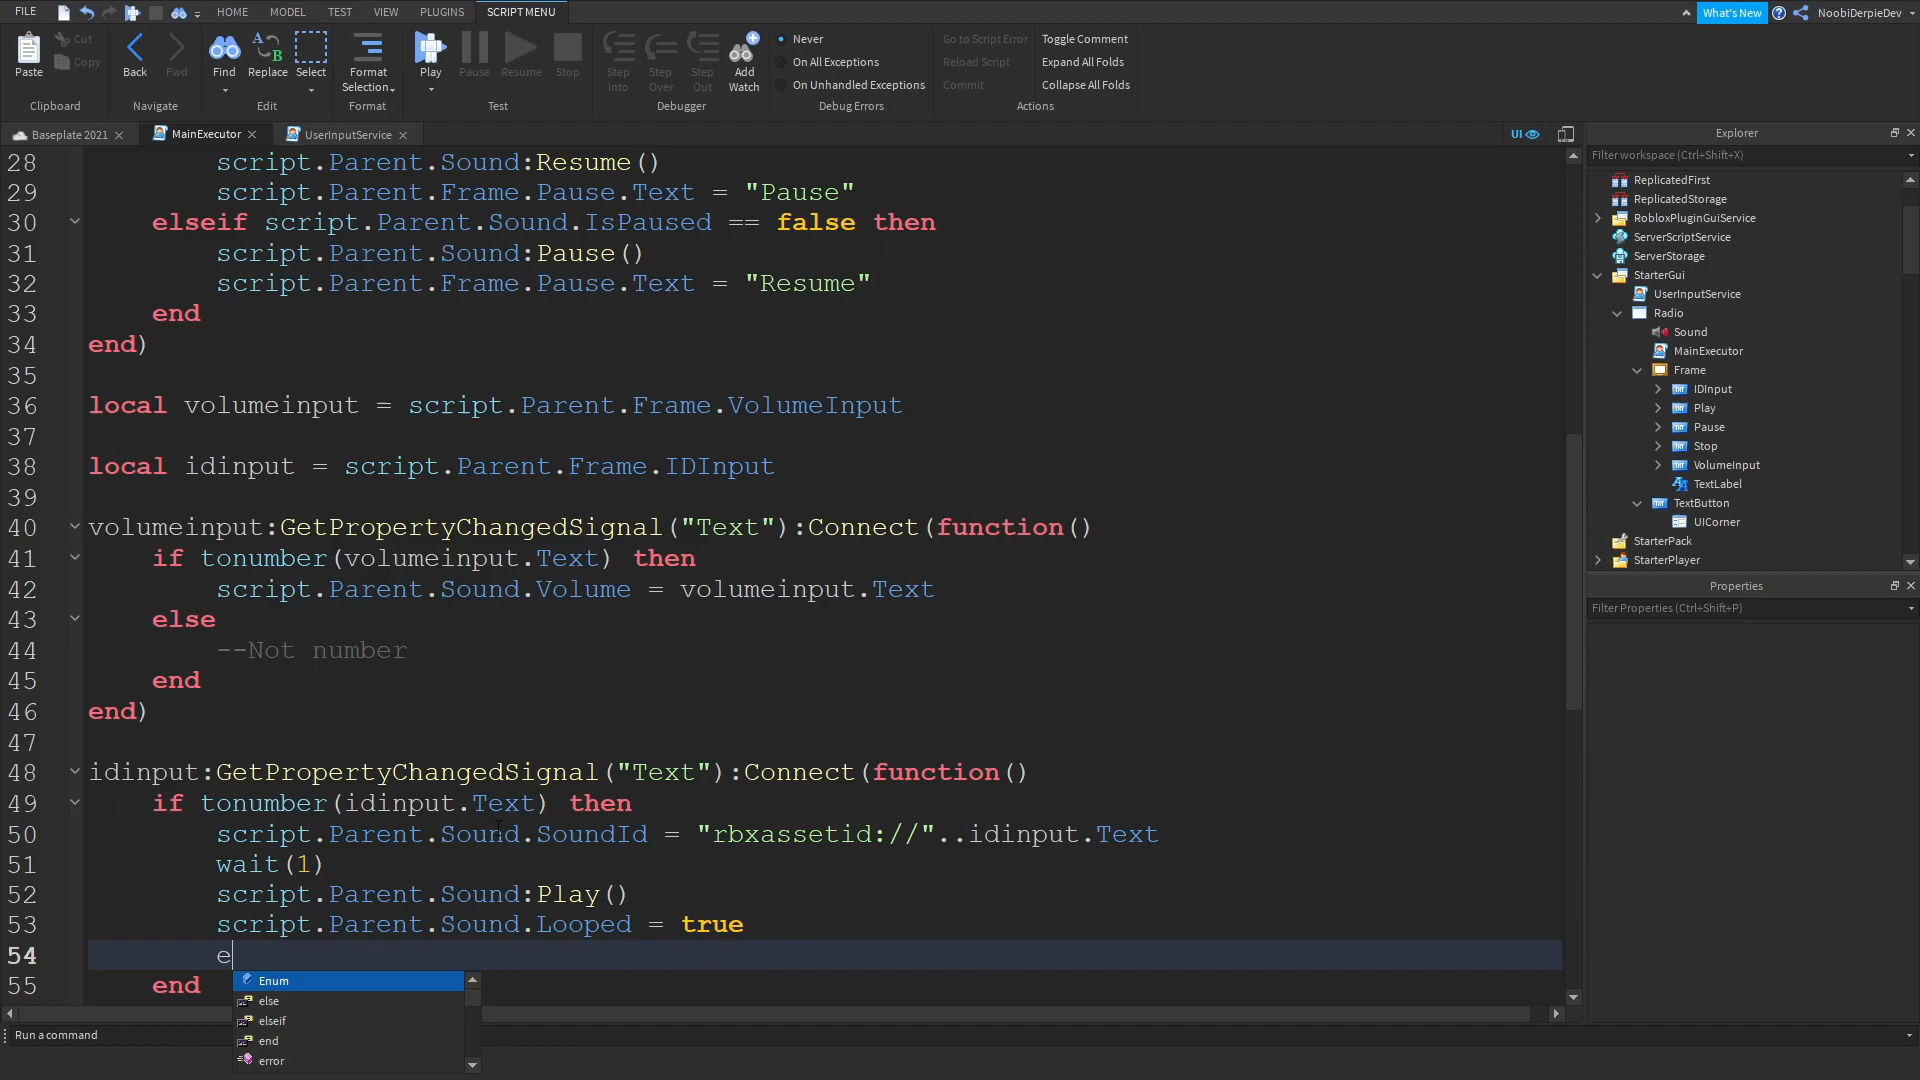 FILE HOME MODEL TEST VIEW PLUGINS SCRIPT MENU What's New NoobiDerpieDev
Paste Cut Copy Back Fwd Find Replace Select Format Selection Play Pause Resume Stop Step Into Step Over Step Out Add Watch
Never
On All Exceptions
On Unhandled Exceptions
Go to Script Error
Reload Script
Commit
Toggle Comment
Expand All Folds
Collapse All Folds
Clipboard Navigate Edit Format Test Debugger Debug Errors Actions
Baseplate 2021 MainExecutor UserInputService UI
28 script.Parent.Sound:Resume()
29 script.Parent.Frame.Pause.Text = "Pause"
30 elseif script.Parent.Sound.IsPaused == false then
31 script.Parent.Sound:Pause()
32 script.Parent.Frame.Pause.Text = "Resume"
33 end
34 end)
35
36 local volumeinput = script.Parent.Frame.VolumeInput
37
38 local idinput = script.Parent.Frame.IDInput
39
40 volumeinput:GetPropertyChangedSignal("Text"):Connect(function()
41 if tonumber(volumeinput.Text) then
42 script.Parent.Sound.Volume = volumeinput.Text
43 else
44 --Not number
45 end
46 end)
47
48 idinput:GetPropertyChangedSignal("Text"):Connect(function()
49 if tonumber(idinput.Text) then
50 script.Parent.Sound.SoundId = "rbxassetid://"..idinput.Text
51 wait(1)
52 script.Parent.Sound:Play()
53 script.Parent.Sound.Looped = true
54 e
55 end
Enum
else
elseif
end
error
Run a command
Explorer
Filter workspace (Ctrl+Shift+X)
ReplicatedFirst
ReplicatedStorage
RobloxPluginGuiService
ServerScriptService
ServerStorage
StarterGui
UserInputService
Radio
Sound
MainExecutor
Frame
IDInput
Play
Pause
Stop
VolumeInput
TextLabel
TextButton
UICorner
StarterPack
StarterPlayer
Properties
Filter Properties (Ctrl+Shift+P)